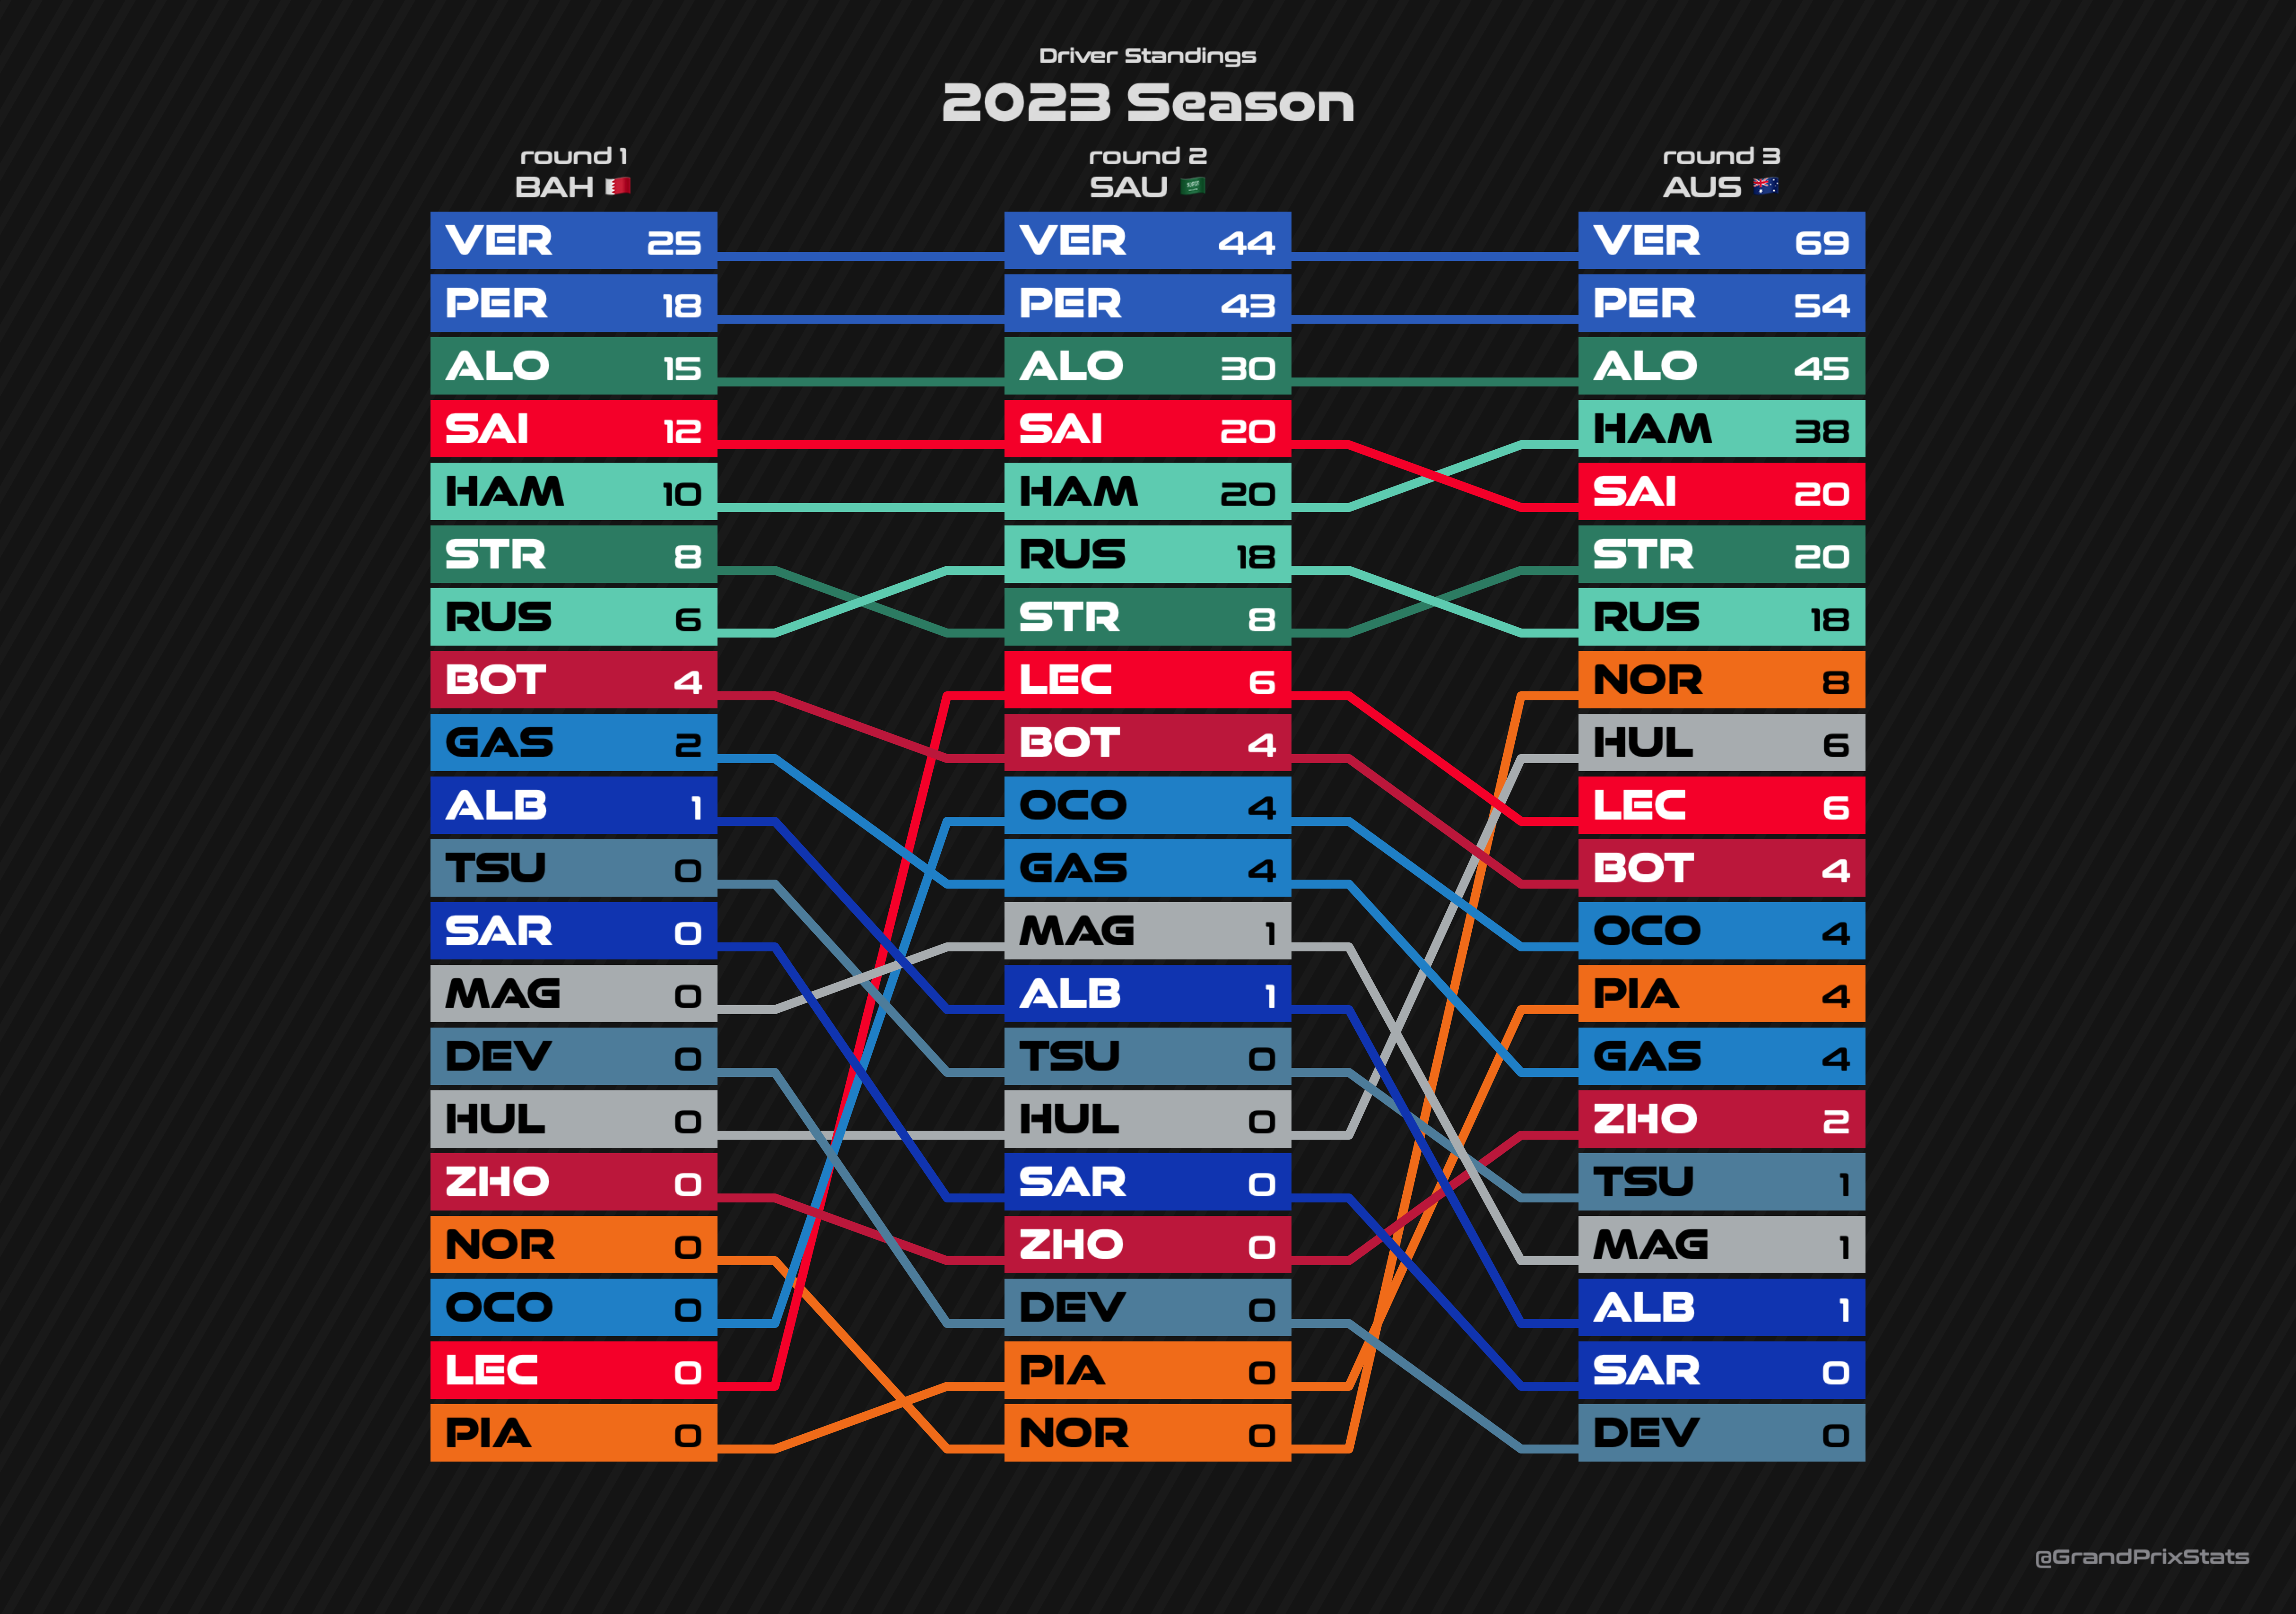 Driver Standings
2023 Season
round 1
BAH
VER 25
PER 18
ALO 15
SAI 12
HAM 10
STR 8
RUS 6
BOT 4
GAS 2
ALB 1
TSU 0
SAR 0
MAG 0
DEV 0
HUL 0
ZHO 0
NOR 0
OCO 0
LEC 0
PIA 0
round 2
SAU
VER 44
PER 43
ALO 30
SAI 20
HAM 20
RUS 18
STR 8
LEC 6
BOT 4
OCO 4
GAS 4
MAG 1
ALB 1
TSU 0
HUL 0
SAR 0
ZHO 0
DEV 0
PIA 0
NOR 0
round 3
AUS
VER 69
PER 54
ALO 45
HAM 38
SAI 20
STR 20
RUS 18
NOR 8
HUL 6
LEC 6
BOT 4
OCO 4
PIA 4
GAS 4
ZHO 2
TSU 1
MAG 1
ALB 1
SAR 0
DEV 0
@GrandPrixStats